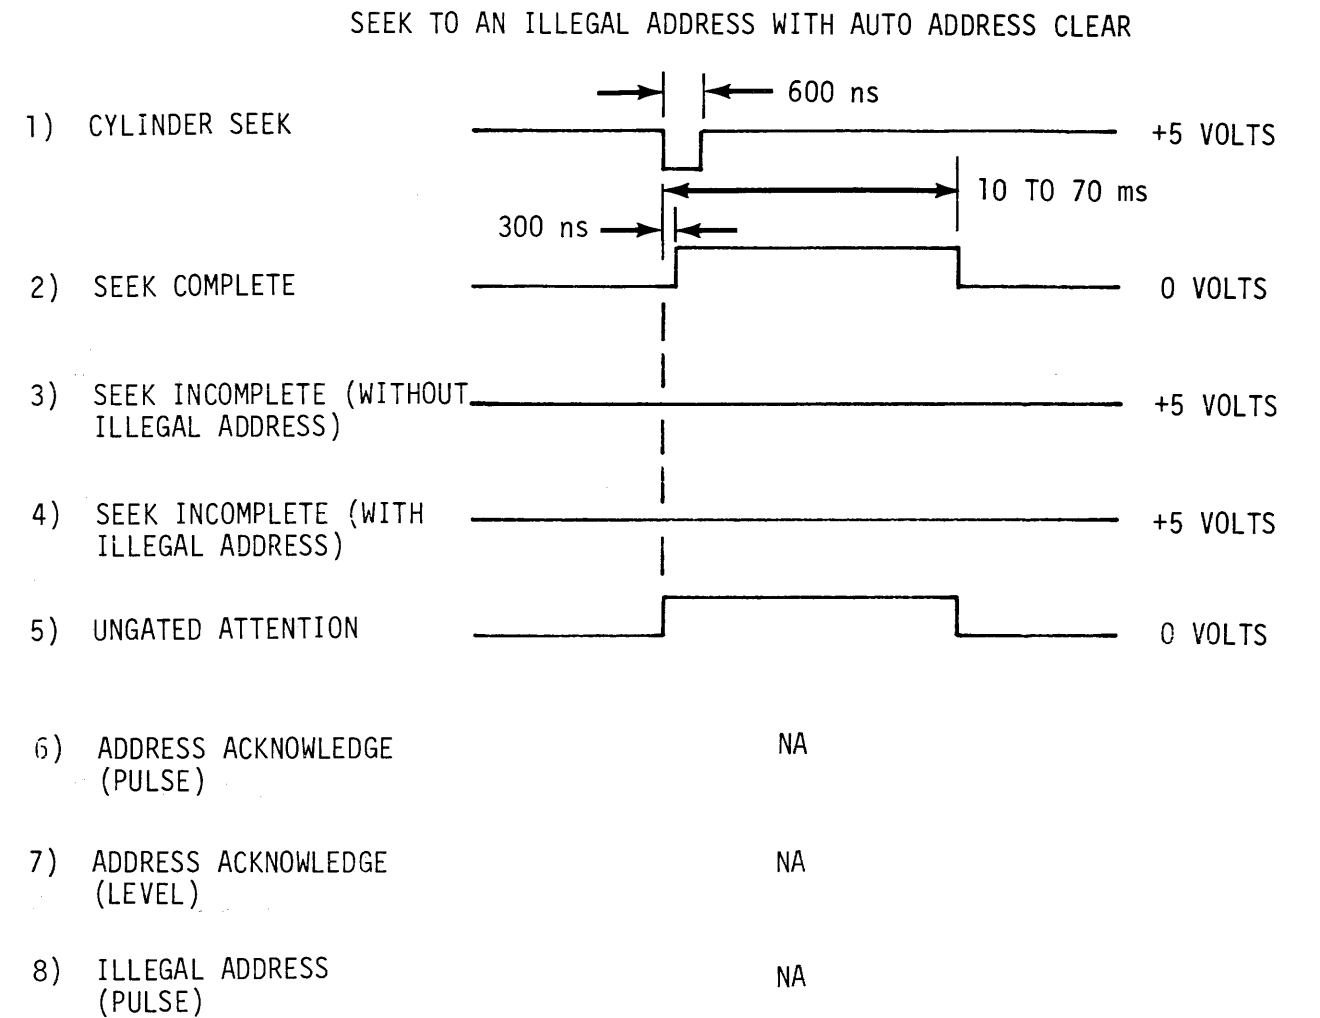 SEEK TO AN ILLEGAL ADDRESS WITH AUTO ADDRESS CLEAR
600 ns
1) CYLINDER SEEK
+5 VOLTS
10 TO 70 ms
300 ns
2) SEEK COMPLETE
0 VOLTS
3) SEEK INCOMPLETE (WITHOUT
ILLEGAL ADDRESS)
+5 VOLTS
4) SEEK INCOMPLETE (WITH
ILLEGAL ADDRESS)
+5 VOLTS
5) UNGATED ATTENTION
0 VOLTS
6) ADDRESS ACKNOWLEDGE
(PULSE)
NA
7) ADDRESS ACKNOWLEDGE
(LEVEL)
NA
8) ILLEGAL ADDRESS
(PULSE)
NA